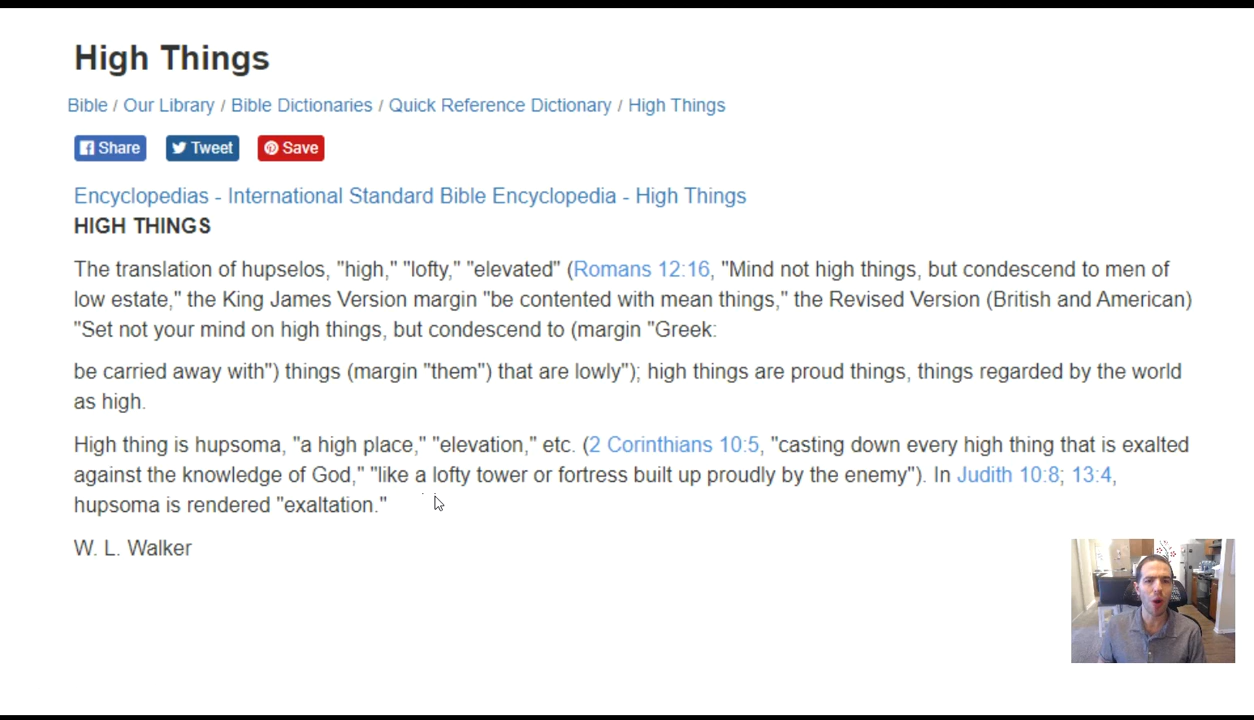 High Things
Bible / Our Library / Bible Dictionaries / Quick Reference Dictionary / High Things
Share Tweet Save
Encyclopedias - International Standard Bible Encyclopedia - High Things
HIGH THINGS
The translation of hupselos, "high," "lofty," "elevated" (Romans 12:16, "Mind not high things, but condescend to men of
low estate," the King James Version margin "be contented with mean things," the Revised Version (British and American)
"Set not your mind on high things, but condescend to (margin "Greek:
be carried away with") things (margin "them") that are lowly"); high things are proud things, things regarded by the world
as high.
High thing is hupsoma, "a high place," "elevation," etc. (2 Corinthians 10:5, "casting down every high thing that is exalted
against the knowledge of God," "like a lofty tower or fortress built up proudly by the enemy"). In Judith 10:8; 13:4,
hupsoma is rendered "exaltation."
W. L. Walker